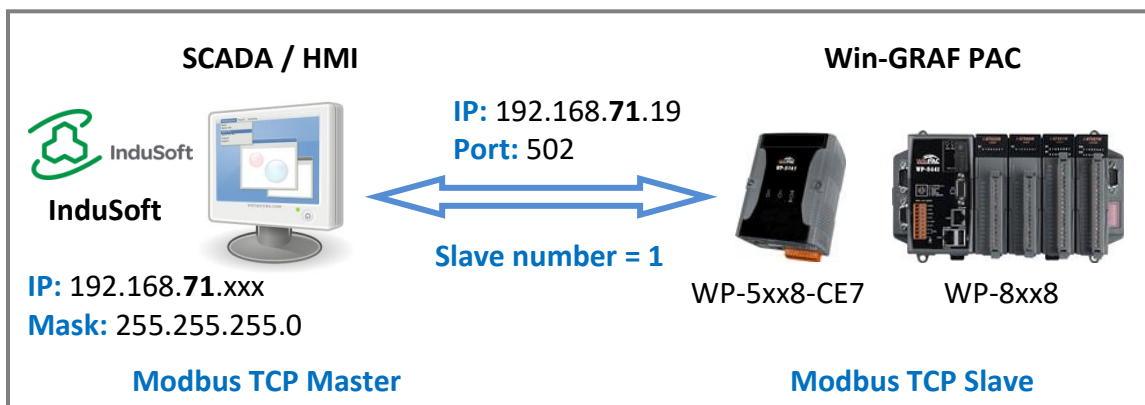 SCADA / HMI
Win-GRAF PAC
IP: 192.168.71.19
Port: 502
InduSoft
InduSoft
Slave number = 1
WP-5xx8-CE7
WP-8xx8
IP: 192.168.71.xxx
Mask: 255.255.255.0
Modbus TCP Master
Modbus TCP Slave